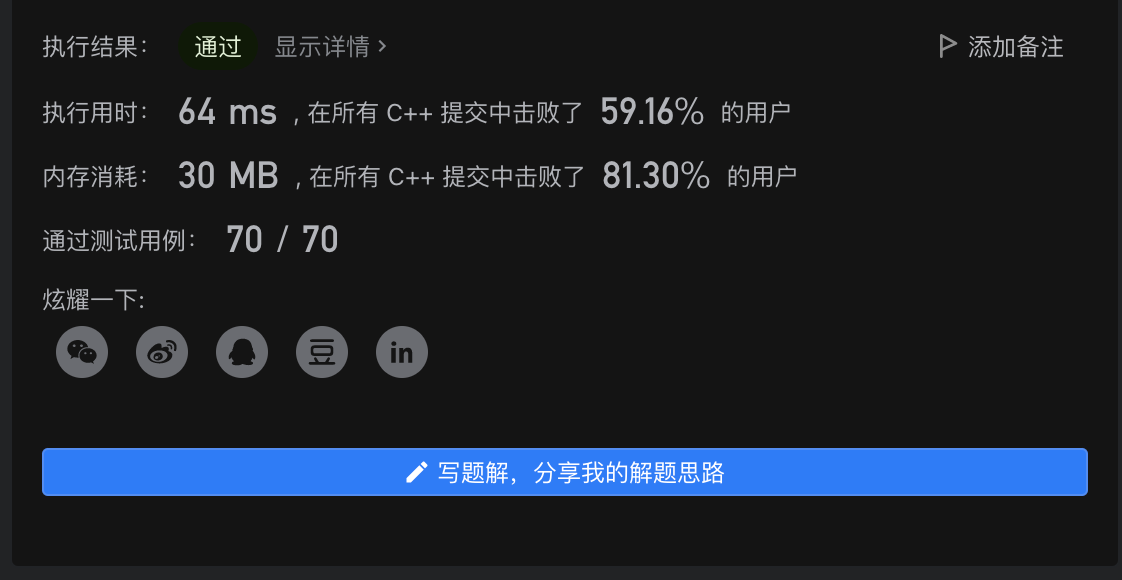 执行结果： 通过 显示详情 > 添加备注
执行用时： 64 ms , 在所有 C++ 提交中击败了 59.16% 的用户
内存消耗： 30 MB , 在所有 C++ 提交中击败了 81.30% 的用户
通过测试用例： 70 / 70
炫耀一下:
豆 in
写题解，分享我的解题思路